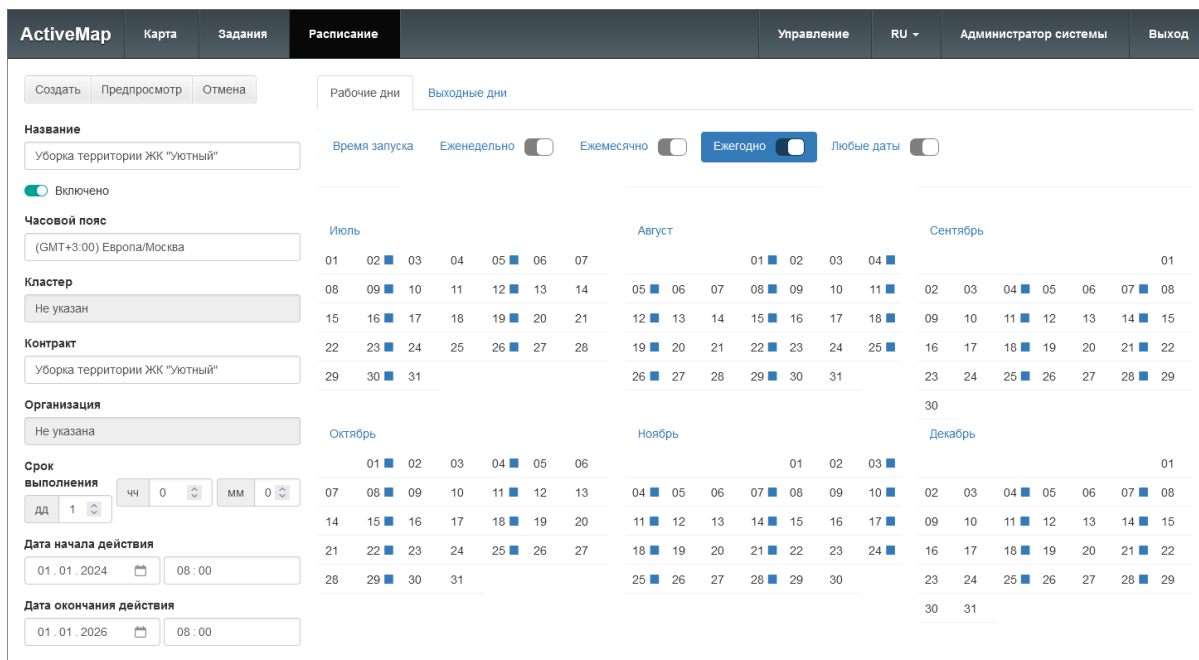 ActiveMap Карта Задания Расписание Управление RU Администратор системы Выход
Создать Предпросмотр Отмена
Рабочие дни Выходные дни
Название
Уборка территории ЖК "Уютный"
Включено
Часовой пояс
(GMT+3:00) Европа/Москва
Кластер
Не указан
Контракт
Уборка территории ЖК "Уютный"
Организация
Не указана
Срок выполнения
чч 0 мм 0
дд 1
Дата начала действия
01.01.2024 08:00
Дата окончания действия
01.01.2026 08:00
Время запуска Еженедельно Ежемесячно Ежегодно Любые даты
Июль
01 02 03 04 05 06 07
08 09 10 11 12 13 14
15 16 17 18 19 20 21
22 23 24 25 26 27 28
29 30 31
Август
01 02 03 04
05 06 07 08 09 10 11
12 13 14 15 16 17 18
19 20 21 22 23 24 25
26 27 28 29 30 31
Сентябрь
01
02 03 04 05 06 07 08
09 10 11 12 13 14 15
16 17 18 19 20 21 22
23 24 25 26 27 28 29
30
Октябрь
01 02 03 04 05 06
07 08 09 10 11 12 13
14 15 16 17 18 19 20
21 22 23 24 25 26 27
28 29 30 31
Ноябрь
01 02 03
04 05 06 07 08 09 10
11 12 13 14 15 16 17
18 19 20 21 22 23 24
25 26 27 28 29 30
Декабрь
01
02 03 04 05 06 07 08
09 10 11 12 13 14 15
16 17 18 19 20 21 22
23 24 25 26 27 28 29
30 31